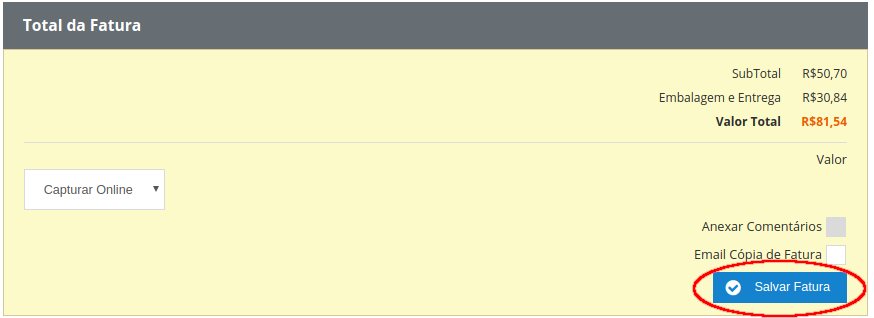 Total da Fatura
SubTotal R$50,70
Embalagem e Entrega R$30,84
Valor Total R$81,54
Valor
Capturar Online
Anexar Comentários
Email Cópia de Fatura
Salvar Fatura